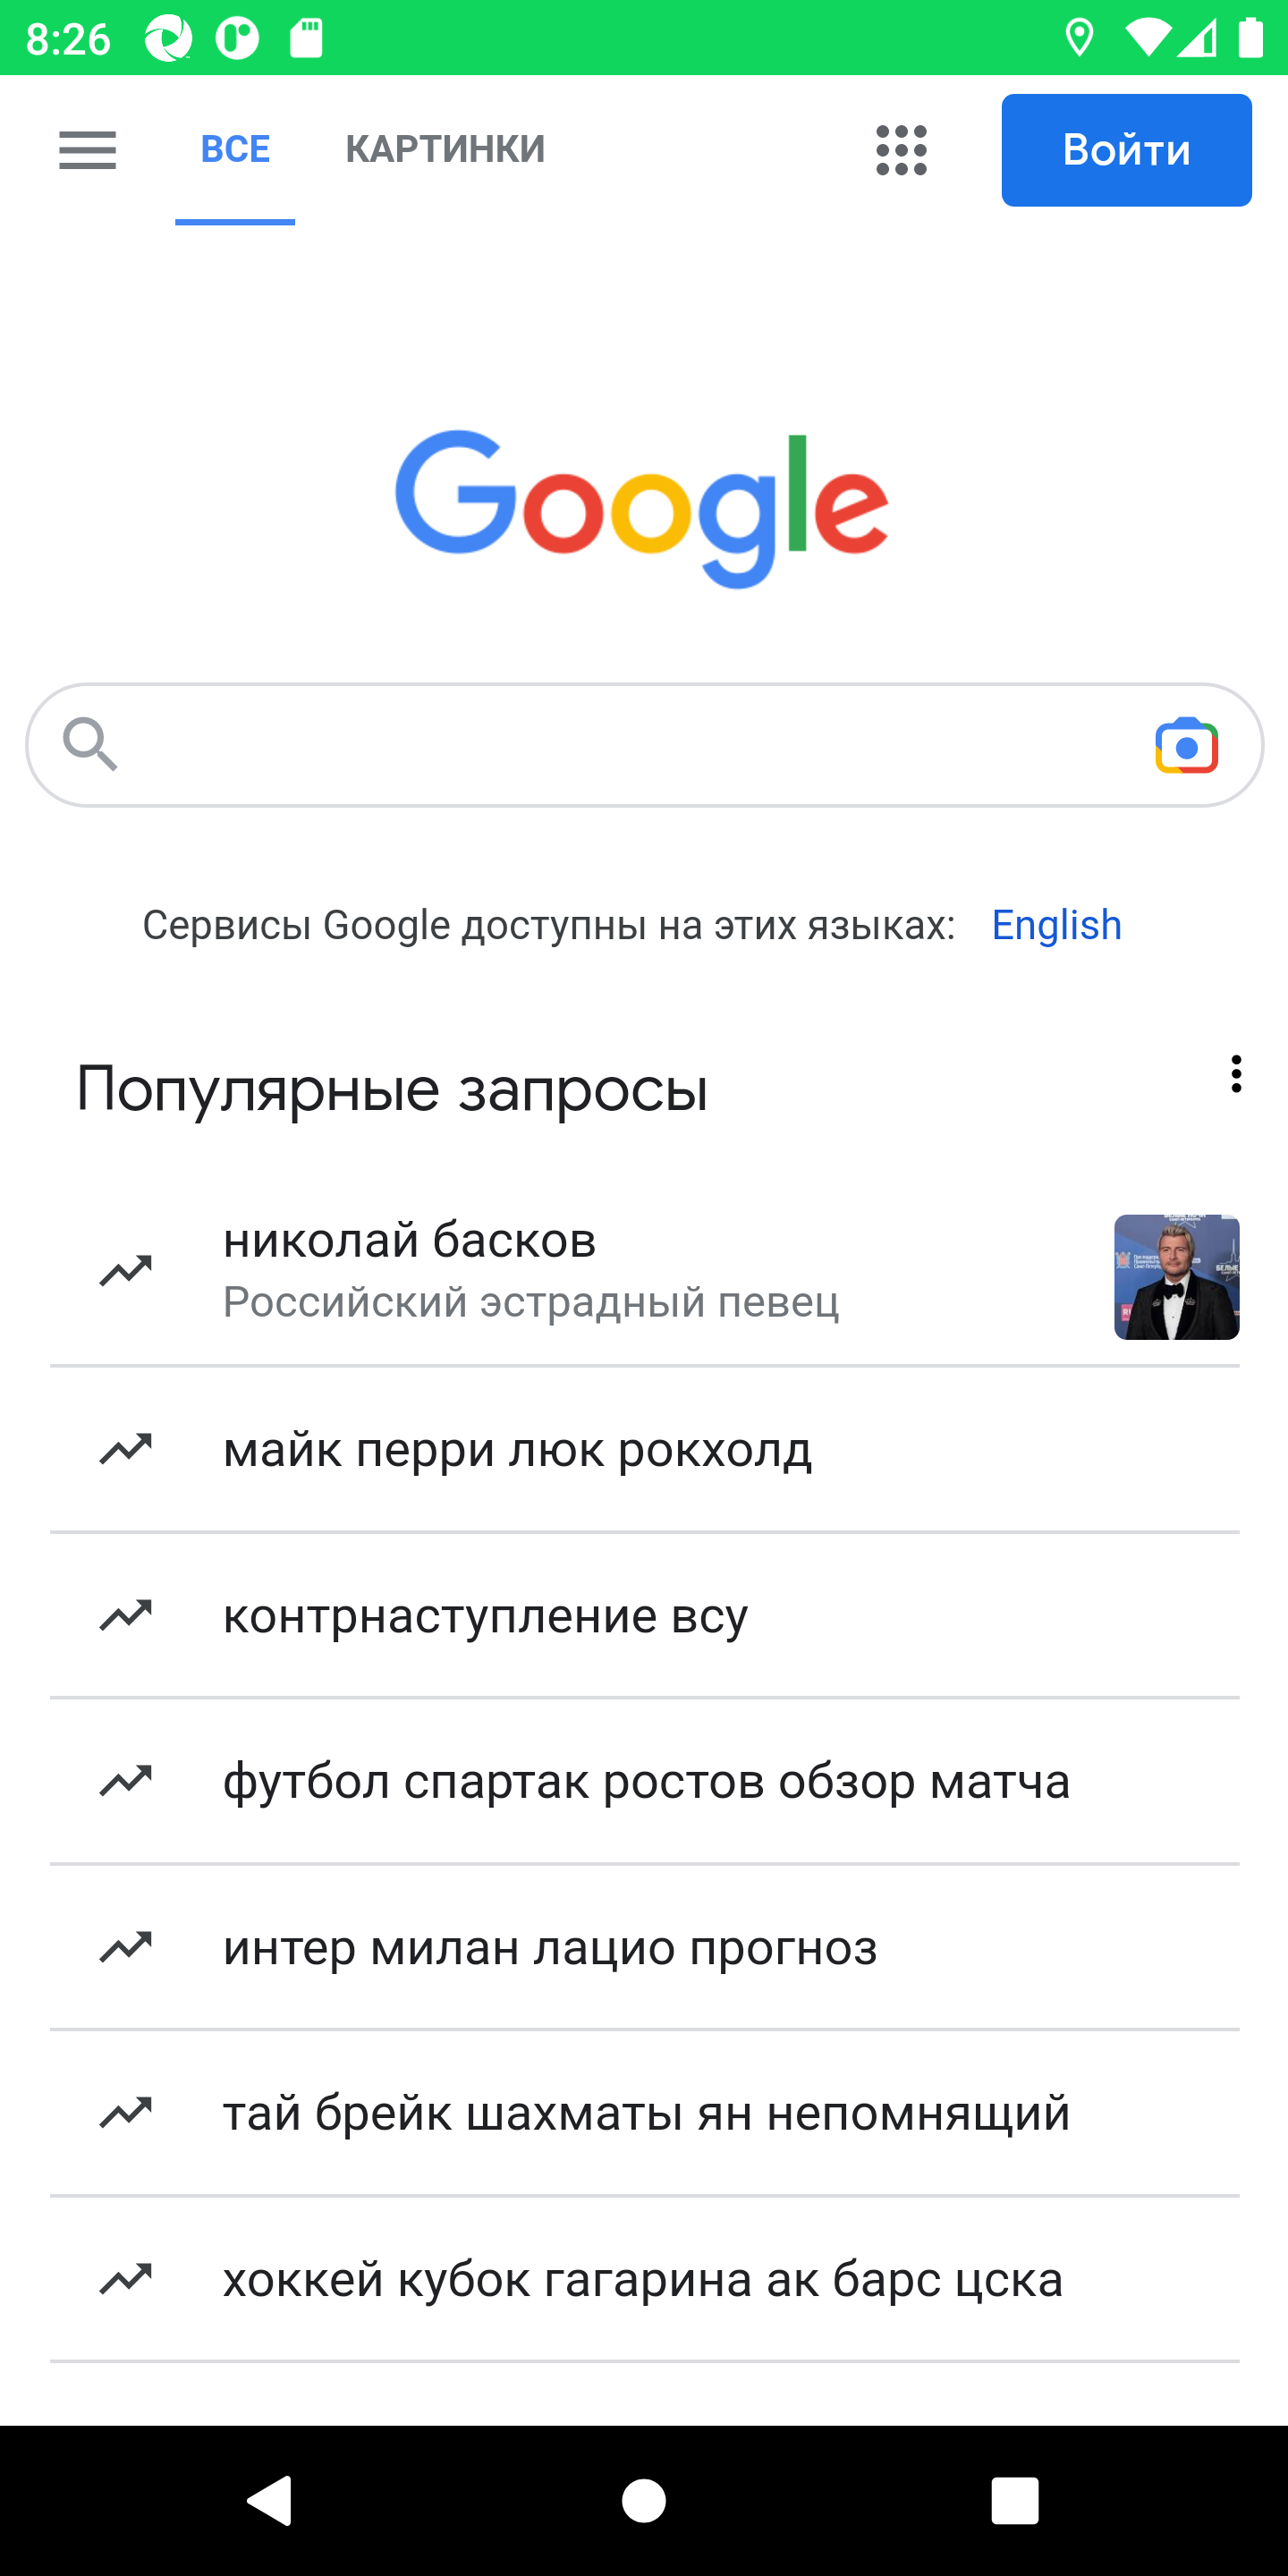 8:26
ВСЕ КАРТИНКИ Войти
Google
Сервисы Google доступны на этих языках: English
Популярные запросы
николай басков
Российский эстрадный певец
майк перри люк рокхолд
контрнаступление всу
футбол спартак ростов обзор матча
интер милан лацио прогноз
тай брейк шахматы ян непомнящий
хоккей кубок гагарина ак барс цска